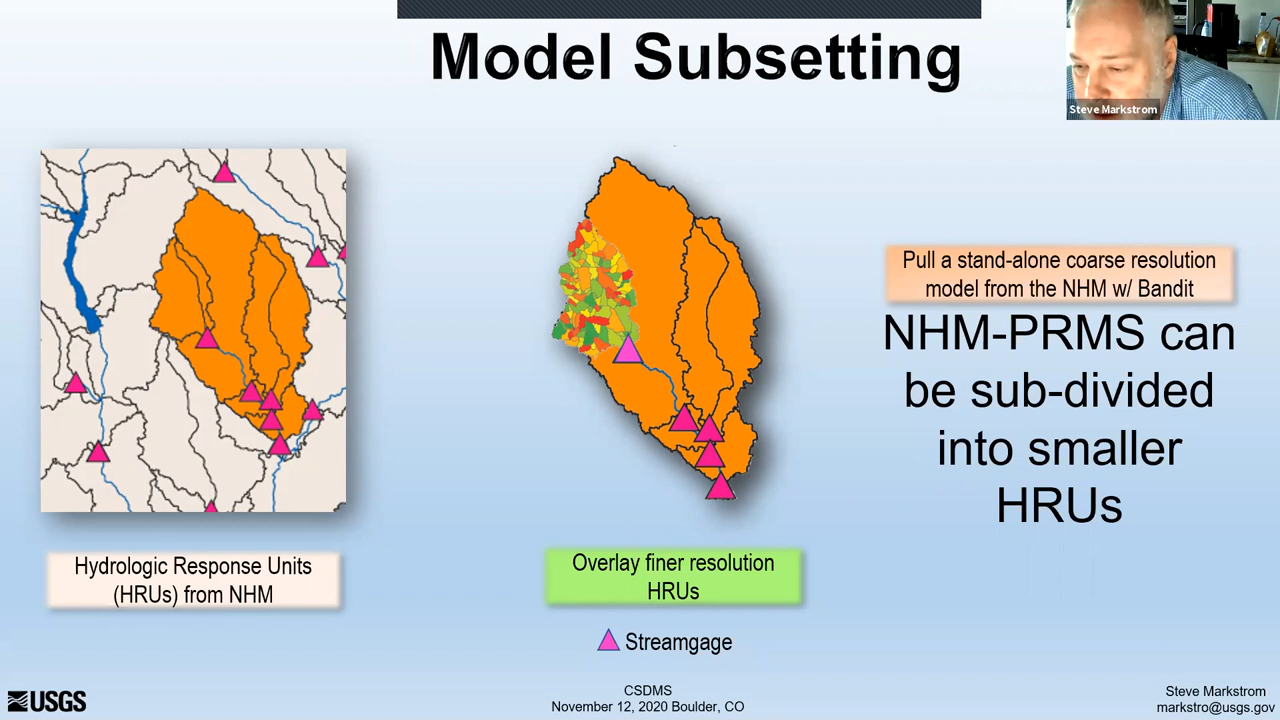 Model Subsetting
Steve Markstrom
Pull a stand-alone coarse resolution
model from the NHM w/ Bandit
NHM-PRMS can
be sub-divided
into smaller
HRUs
Hydrologic Response Units
(HRUs) from NHM
Overlay finer resolution
HRUs
Streamgage
USGS
CSDMS
November 12, 2020 Boulder, CO
Steve Markstrom
markstro@usgs.gov